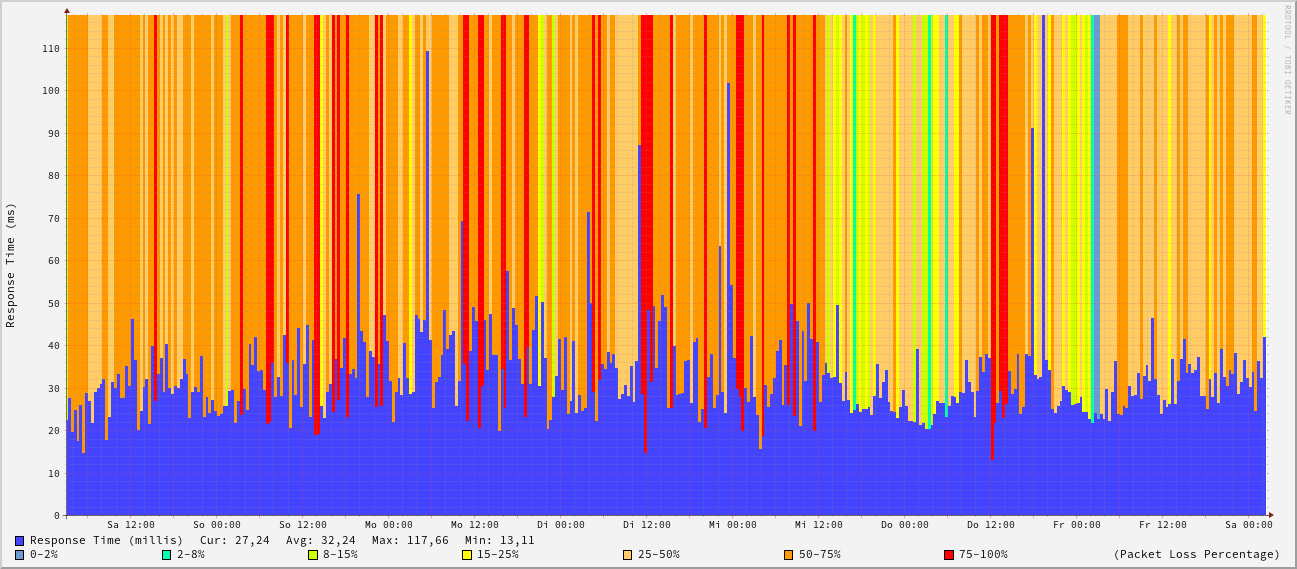 RRDTOOL / TOBI OETIKER
Response Time (ms)
110
100
90
80
70
60
50
40
30
20
10
0
Sa 12:00 So 00:00 So 12:00 Mo 00:00 Mo 12:00 Di 00:00 Di 12:00 Mi 00:00 Mi 12:00 Do 00:00 Do 12:00 Fr 00:00 Fr 12:00 Sa 00:00
Response Time (millis) Cur: 27,24 Avg: 32,24 Max: 117,66 Min: 13,11
0-2% 2-8% 8-15% 15-25% 25-50% 50-75% 75-100% (Packet Loss Percentage)